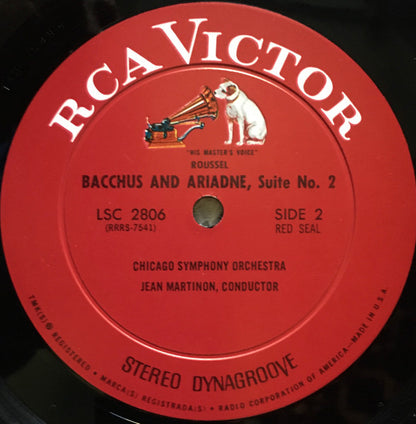 RCA VICTOR
"HIS MASTER'S VOICE"
ROUSSEL
BACCHUS AND ARIADNE, Suite No. 2
LSC 2806
(RRRS-7541)
SIDE 2
RED SEAL
CHICAGO SYMPHONY ORCHESTRA
JEAN MARTINON, CONDUCTOR
STEREO DYNAGROOVE
TMK(S) ® REGISTERED • MARCA(S) REGISTRADA(S) • RADIO CORPORATION OF AMERICA—MADE IN U.S.A.